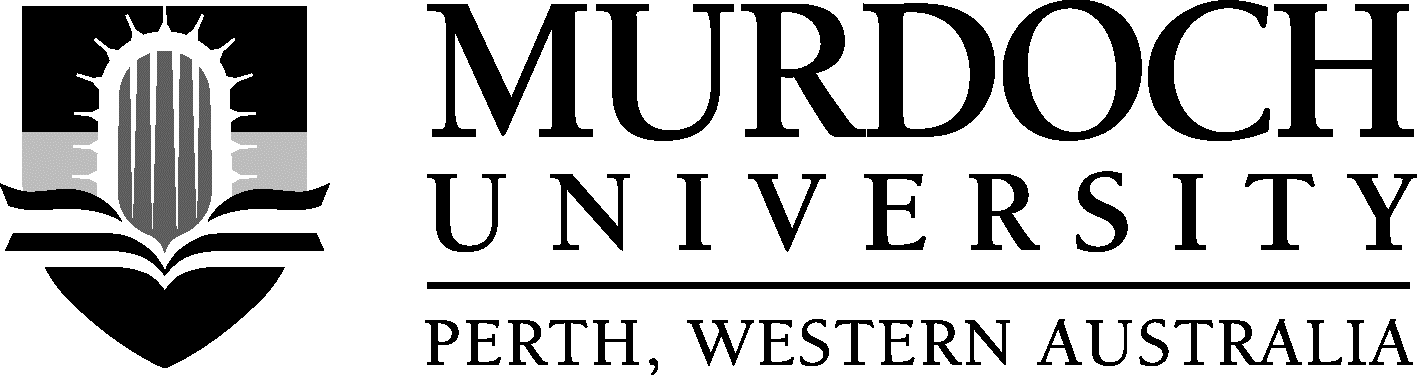 MURDOCH
UNIVERSITY
PERTH, WESTERN AUSTRALIA